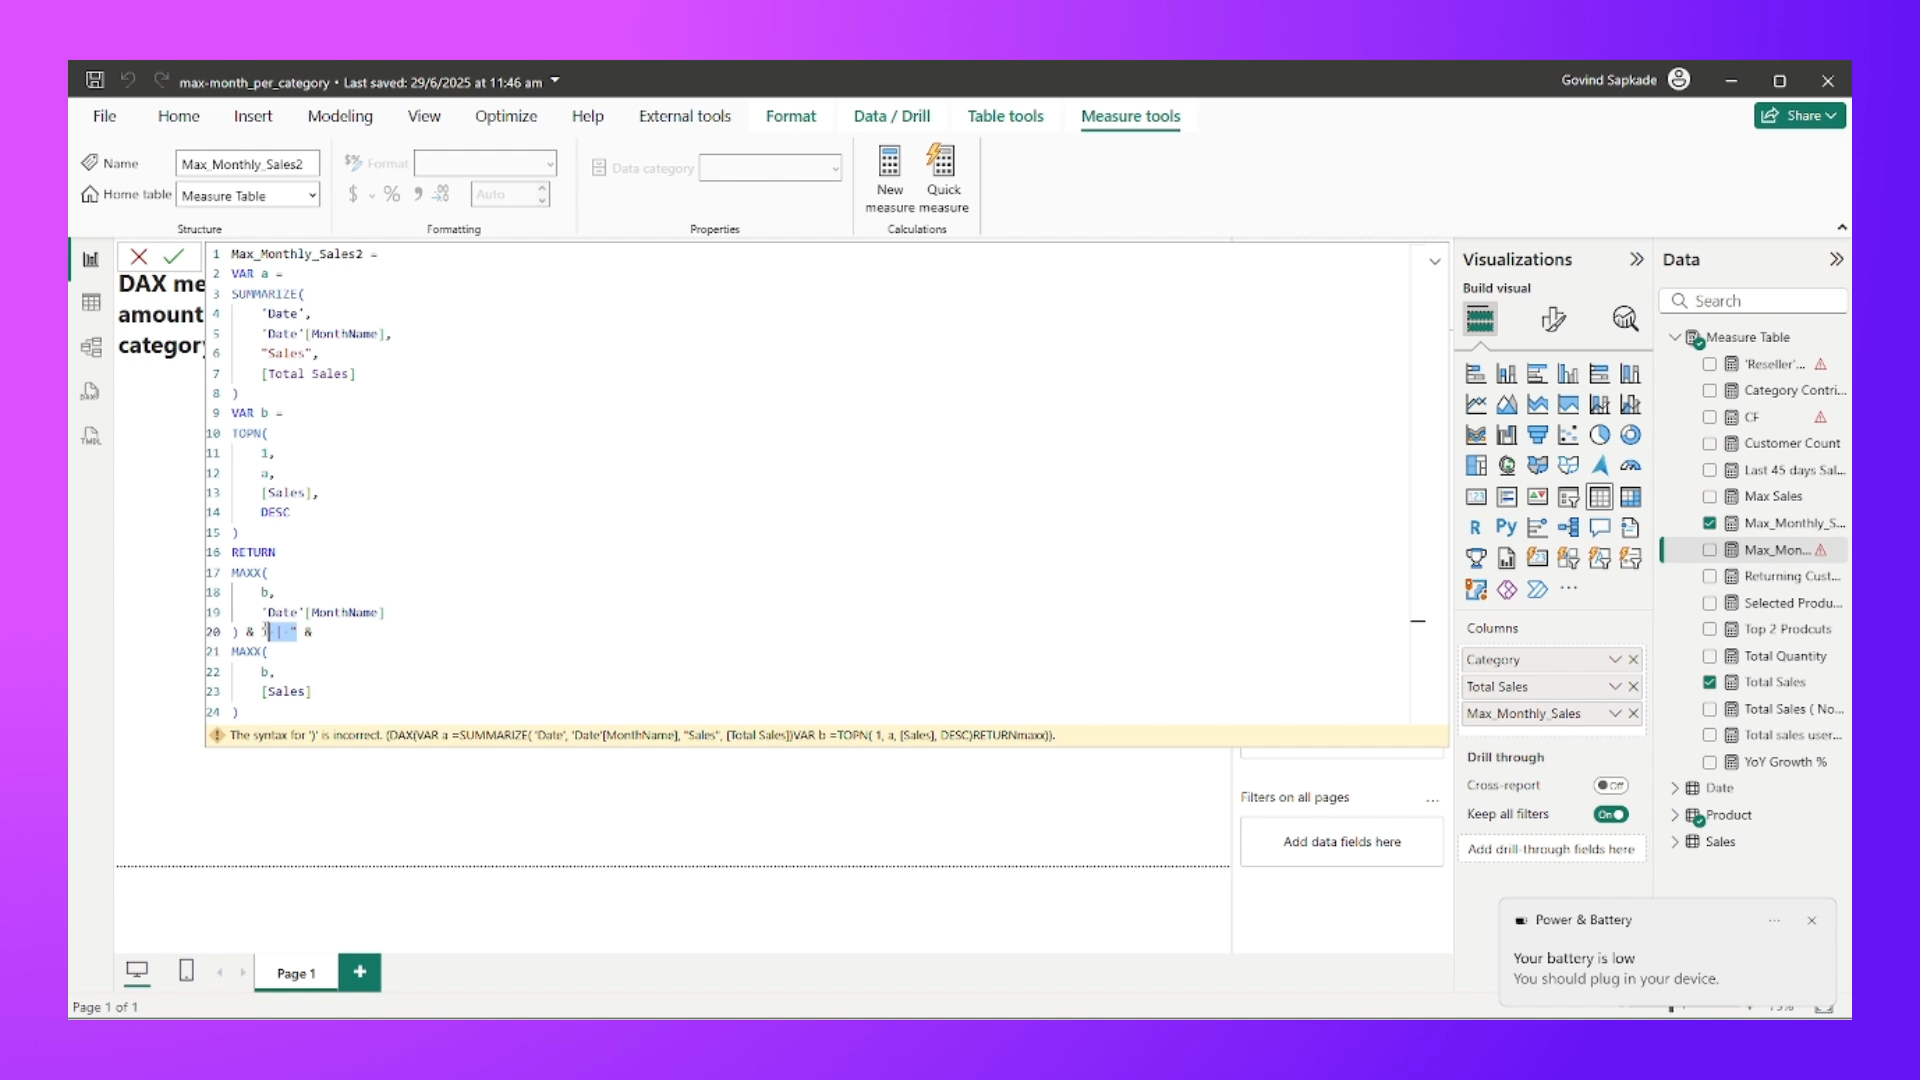 max-month_per_category • Last saved: 29/6/2025 at 11:46 am
Govind Sapkade
File Home Insert Modeling View Optimize Help External tools Format Data / Drill Table tools Measure tools
Share
Name Max_Monthly_Sales2
Home table Measure Table
Structure
$% Format
$ % 9 .00
Auto
Formatting
Data category
Properties
New measure
Quick measure
Calculations
DAX me
amount
category
1 Max_Monthly_Sales2 =
2 VAR a =
3 SUMMARIZE(
4 'Date',
5 'Date'[MonthName],
6 "Sales",
7 [Total Sales]
8 )
9 VAR b =
10 TOPN(
11 1,
12 a,
13 [Sales],
14 DESC
15 )
16 RETURN
17 MAXX(
18 b,
19 'Date'[MonthName]
20 ) & " | " &
21 MAXX(
22 b,
23 [Sales]
24 )
The syntax for ')' is incorrect. (DAX(VAR a =SUMMARIZE( 'Date', 'Date'[MonthName], "Sales", [Total Sales])VAR b =TOPN( 1, a, [Sales], DESC)RETURNmaxx)).
Filters on all pages ...
Add data fields here
Visualizations
Build visual
123
R Py
...
Columns
Category
Total Sales
Max_Monthly_Sales
Drill through
Cross-report Off
Keep all filters On
Add drill-through fields here
Data
Search
Measure Table
'Reseller'...
Category Contri...
CF
Customer Count
Last 45 days Sal...
Max Sales
Max_Monthly_S...
Max_Mon...
Returning Cust...
Selected Produ...
Top 2 Prodcuts
Total Quantity
Total Sales
Total Sales ( No...
Total sales user...
YoY Growth %
Date
Product
Sales
Power & Battery
Your battery is low
You should plug in your device.
DAX
TMDL
Page 1
+
Page 1 of 1